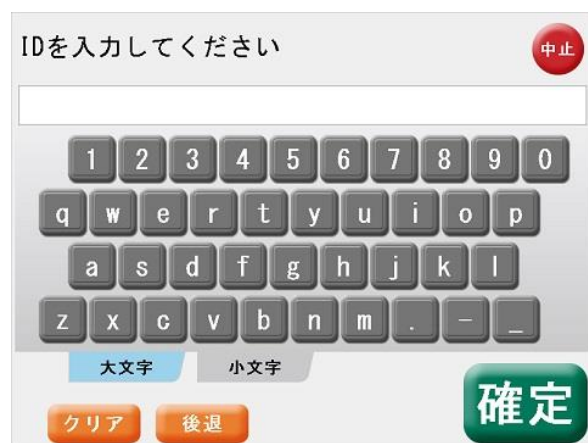 IDを入力してください
中止
1 2 3 4 5 6 7 8 9 0
q w e r t y u i o p
a s d f g h j k l
z x c v b n m . - _
大文字 小文字
クリア 後退
確定